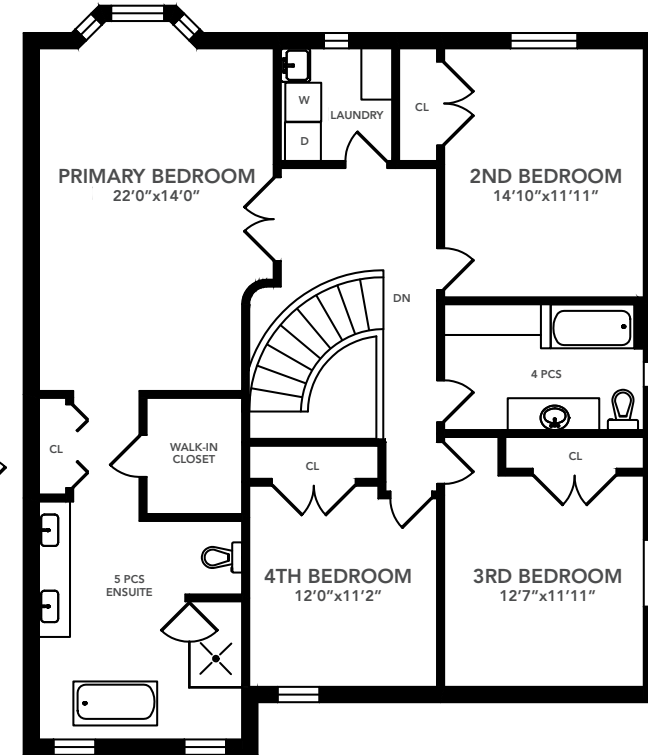 PRIMARY BEDROOM
22'0"x14'0"
W
D
LAUNDRY
CL
2ND BEDROOM
14'10"x11'11"
DN
4 PCS
CL
WALK-IN
CLOSET
CL
CL
5 PCS
ENSUITE
4TH BEDROOM
12'0"x11'2"
3RD BEDROOM
12'7"x11'11"